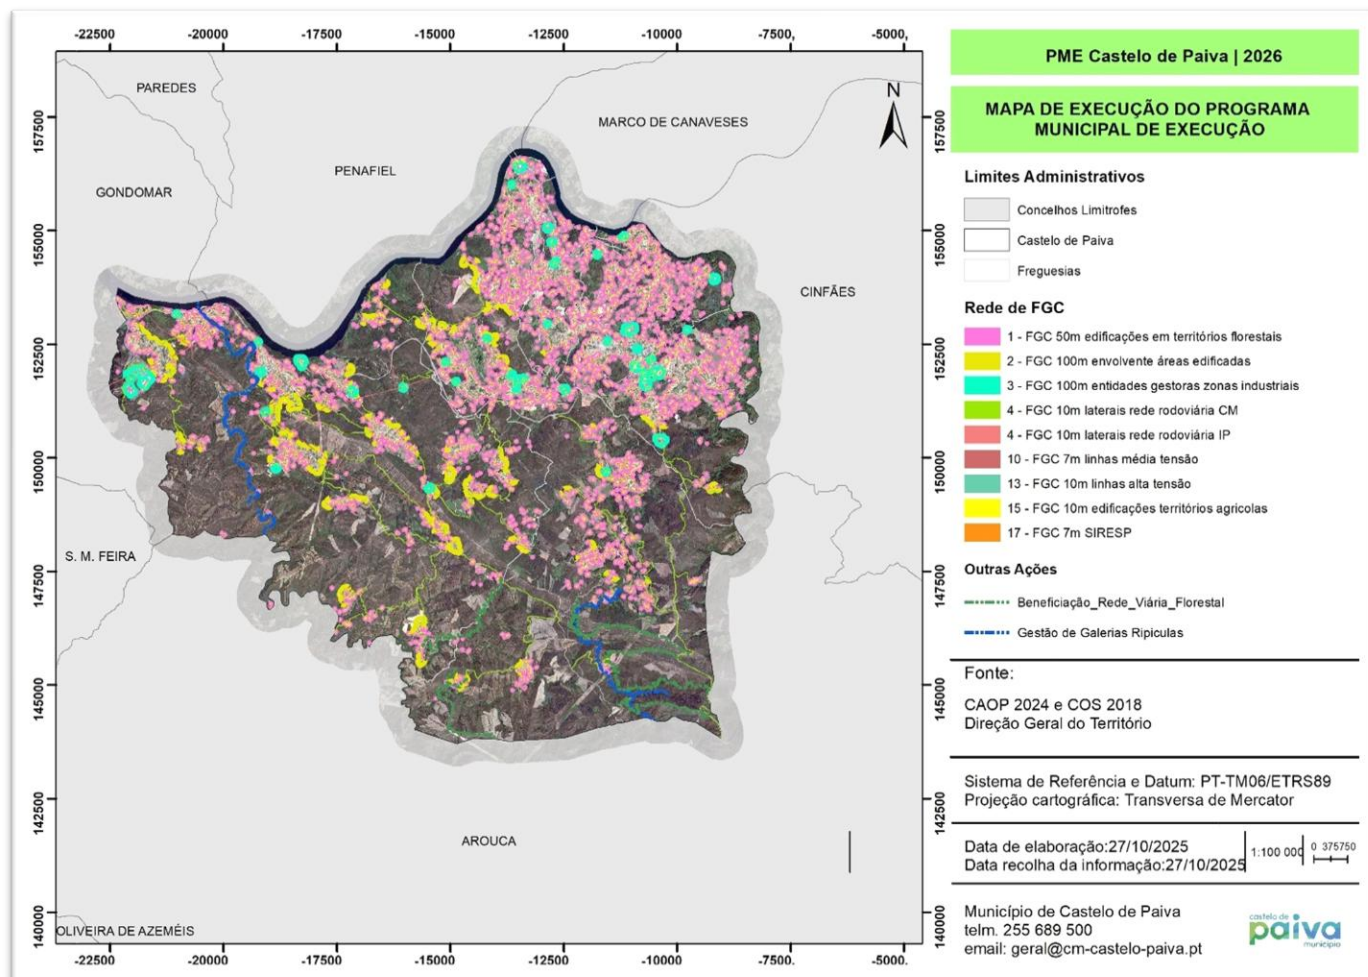 -22500 -20000 -17500 -15000 -12500 -10000 -7500, -5000,
PME Castelo de Paiva | 2026
MAPA DE EXECUÇÃO DO PROGRAMA
MUNICIPAL DE EXECUÇÃO
N
PAREDES
MARCO DE CANAVESES
PENAFIEL
GONDOMAR
CINFÃES
S. M. FEIRA
AROUCA
OLIVEIRA DE AZEMÉIS
157500
155000
152500
150000
147500
145000
142500
140000
157500
155000
152500
150000
147500
145000
142500
140000
-22500 -20000 -17500 -15000 -12500 -10000 -7500, -5000,
Limites Administrativos
Concelhos Limitrofes
Castelo de Paiva
Freguesias
Rede de FGC
1 - FGC 50m edificações em territórios florestais
2 - FGC 100m envolvente áreas edificadas
3 - FGC 100m entidades gestoras zonas industriais
4 - FGC 10m laterais rede rodoviária CM
4 - FGC 10m laterais rede rodoviária IP
10 - FGC 7m linhas média tensão
13 - FGC 10m linhas alta tensão
15 - FGC 10m edificações territórios agricolas
17 - FGC 7m SIRESP
Outras Ações
Beneficiação_Rede_Viária_Florestal
Gestão de Galerias Ripiculas
Fonte:
CAOP 2024 e COS 2018
Direção Geral do Território
Sistema de Referência e Datum: PT-TM06/ETRS89
Projeção cartográfica: Transversa de Mercator
Data de elaboração:27/10/2025
Data recolha da informação:27/10/2025
1:100 000
0 375750
Município de Castelo de Paiva
telm. 255 689 500
email: geral@cm-castelo-paiva.pt
castelo de
paiva
município